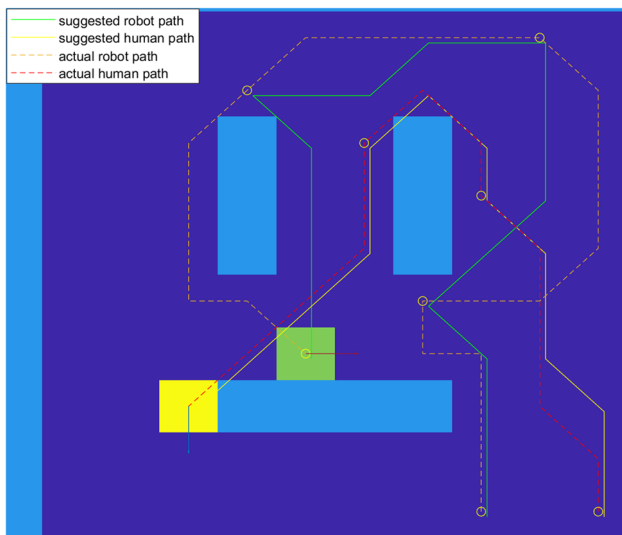 suggested robot path
suggested human path
actual robot path
actual human path